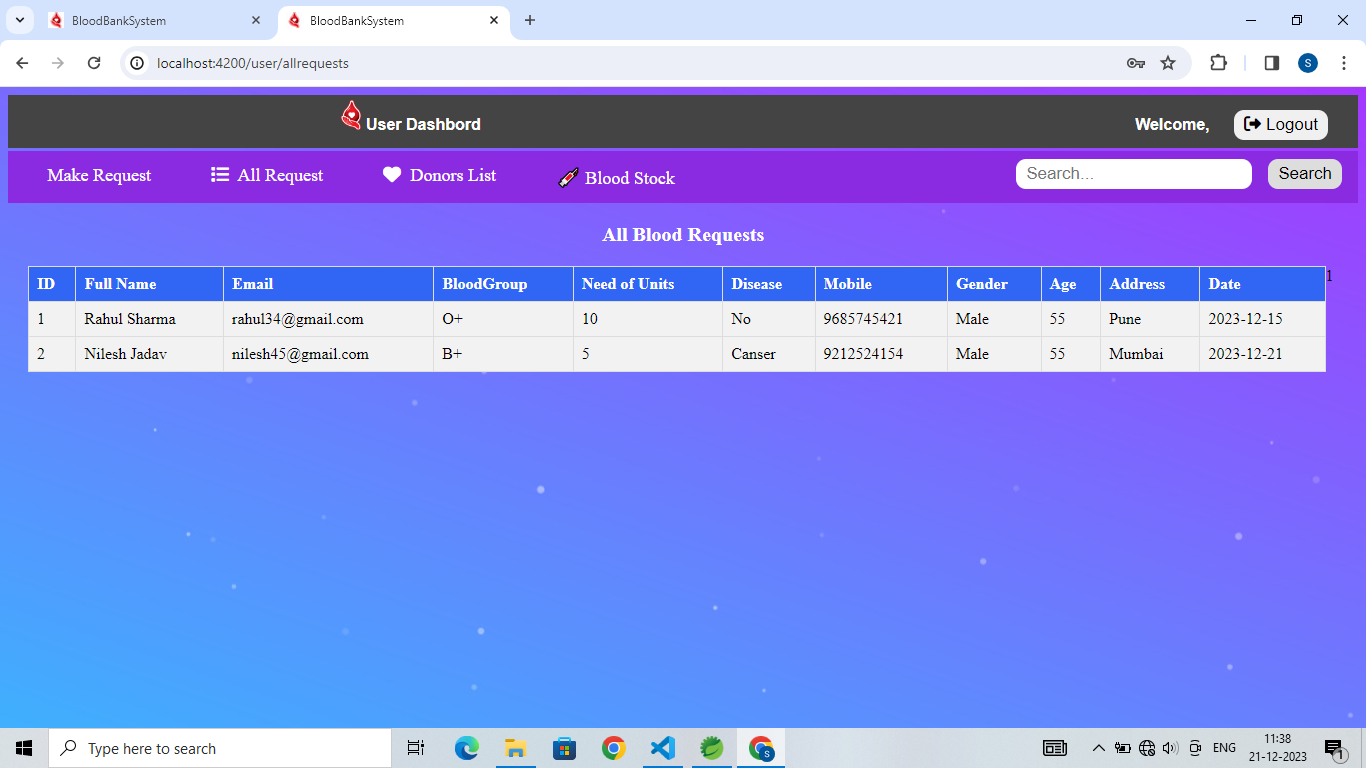 BloodBankSystem
BloodBankSystem
localhost:4200/user/allrequests
S
User Dashbord
Welcome,
Logout
Make Request
All Request
Donors List
Blood Stock
Search...
Search
All Blood Requests
ID Full Name Email BloodGroup Need of Units Disease Mobile Gender Age Address Date
1
1 Rahul Sharma rahul34@gmail.com O+ 10 No 9685745421 Male 55 Pune 2023-12-15
2 Nilesh Jadav nilesh45@gmail.com B+ 5 Canser 9212524154 Male 55 Mumbai 2023-12-21
Type here to search
S
ENG
11:38
21-12-2023
1